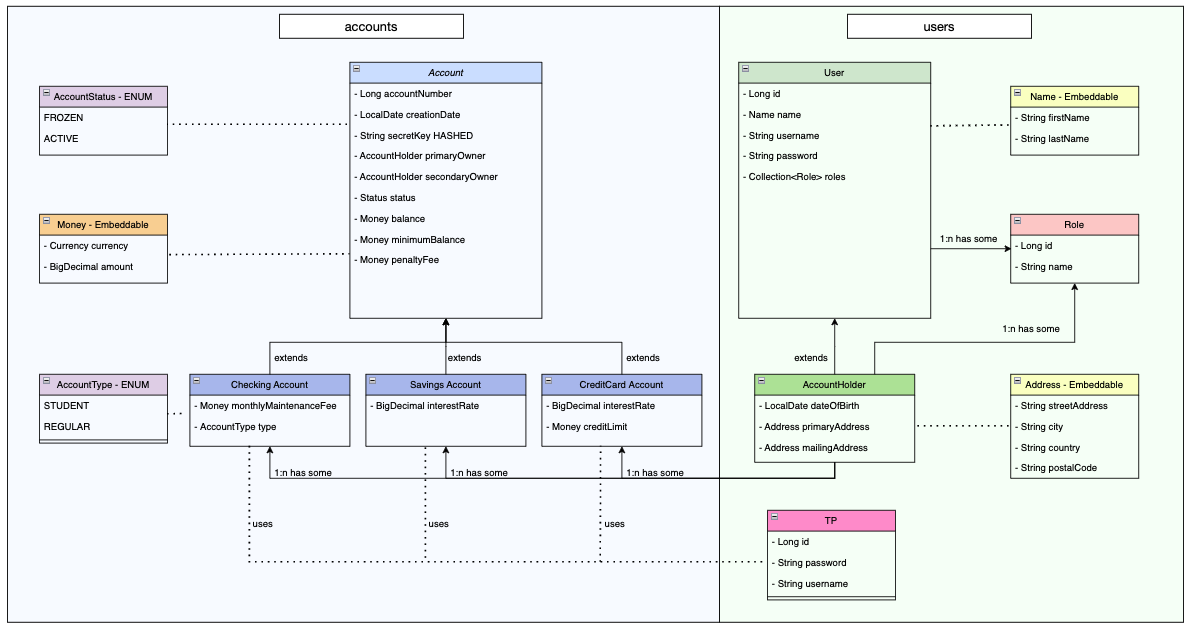 accounts
users
AccountStatus - ENUM
FROZEN
ACTIVE
Account
- Long accountNumber
- LocalDate creationDate
- String secretKey HASHED
- AccountHolder primaryOwner
- AccountHolder secondaryOwner
- Status status
- Money balance
- Money minimumBalance
- Money penaltyFee
Money - Embeddable
- Currency currency
- BigDecimal amount
User
- Long id
- Name name
- String username
- String password
- Collection<Role> roles
Name - Embeddable
- String firstName
- String lastName
1:n has some
Role
- Long id
- String name
1:n has some
extends
extends
extends
extends
AccountType - ENUM
STUDENT
REGULAR
Checking Account
- Money monthlyMaintenanceFee
- AccountType type
Savings Account
- BigDecimal interestRate
CreditCard Account
- BigDecimal interestRate
- Money creditLimit
AccountHolder
- LocalDate dateOfBirth
- Address primaryAddress
- Address mailingAddress
Address - Embeddable
- String streetAddress
- String city
- String country
- String postalCode
1:n has some
1:n has some
1:n has some
uses
uses
uses
TP
- Long id
- String password
- String username